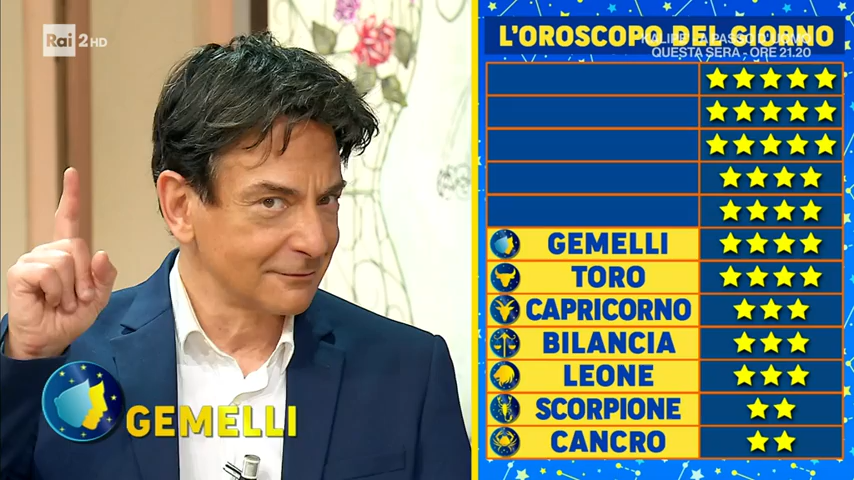 Rai 2 HD
L'OROSCOPO DEL GIORNO
QUESTA SERA - ORE 21.20
GEMELLI
TORO
CAPRICORNO
BILANCIA
LEONE
SCORPIONE
CANCRO
GEMELLI